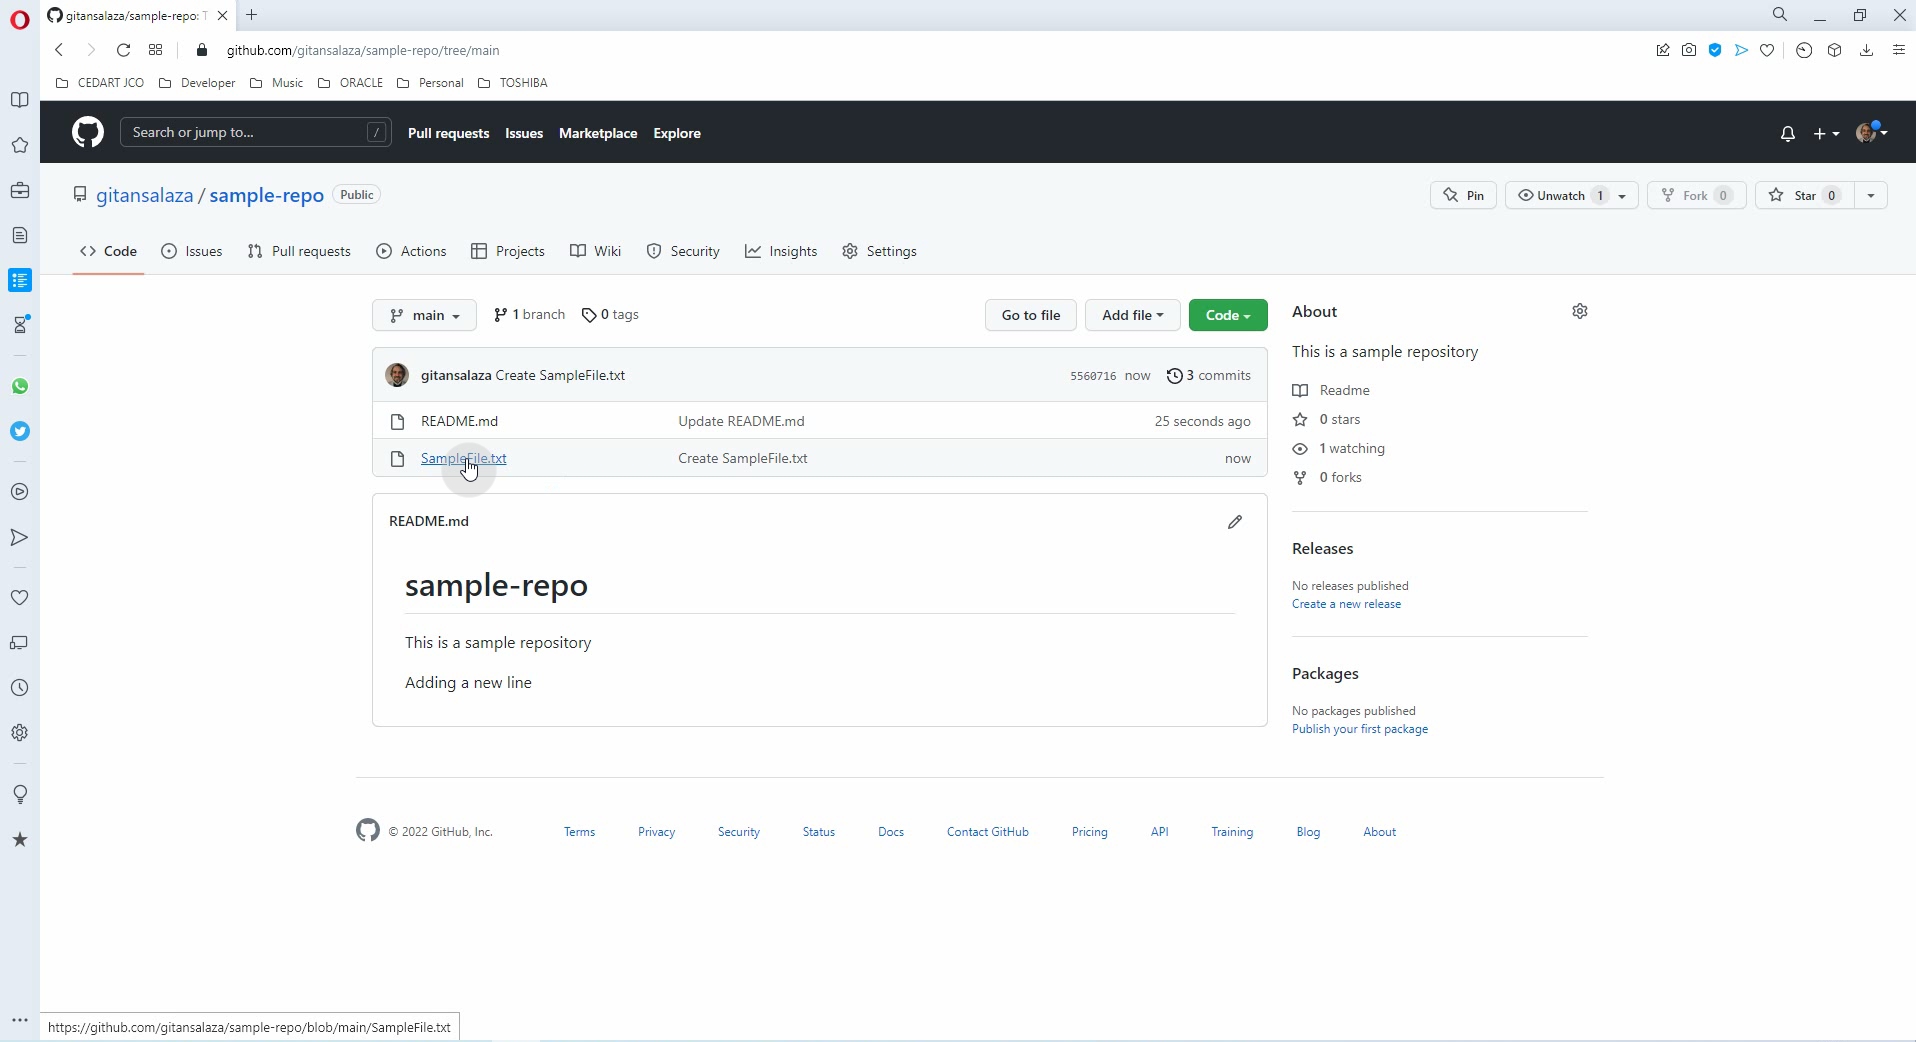 gitansalaza/sample-repo: T
github.com/gitansalaza/sample-repo/tree/main
CEDART JCO Developer Music ORACLE Personal TOSHIBA
Search or jump to... / Pull requests Issues Marketplace Explore
gitansalaza / sample-repo Public Pin Unwatch 1 Fork 0 Star 0
Code Issues Pull requests Actions Projects Wiki Security Insights Settings
main 1 branch 0 tags Go to file Add file Code
gitansalaza Create SampleFile.txt 5560716 now 3 commits
README.md Update README.md 25 seconds ago
SampleFile.txt Create SampleFile.txt now
README.md
sample-repo
This is a sample repository
Adding a new line
About
This is a sample repository
Readme
0 stars
1 watching
0 forks
Releases
No releases published
Create a new release
Packages
No packages published
Publish your first package
© 2022 GitHub, Inc. Terms Privacy Security Status Docs Contact GitHub Pricing API Training Blog About
https://github.com/gitansalaza/sample-repo/blob/main/SampleFile.txt